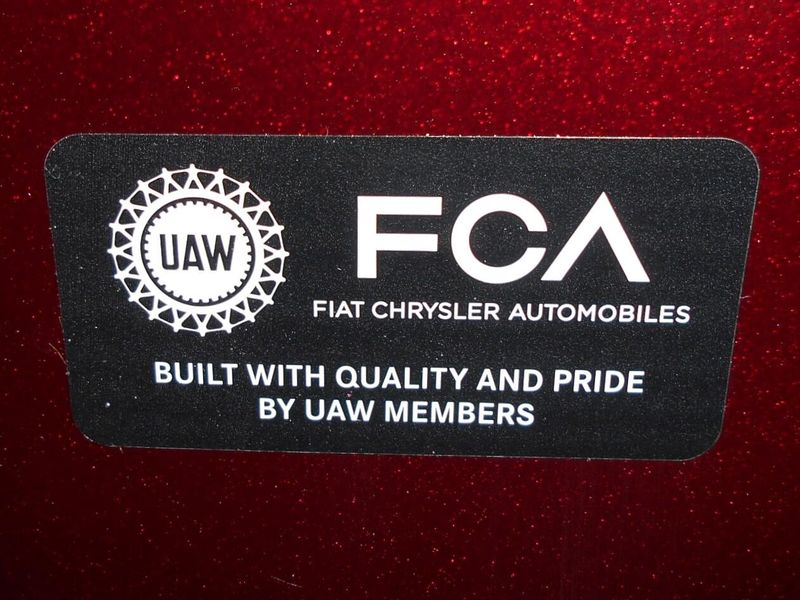 UAW
FCA
FIAT CHRYSLER AUTOMOBILES
BUILT WITH QUALITY AND PRIDE
BY UAW MEMBERS